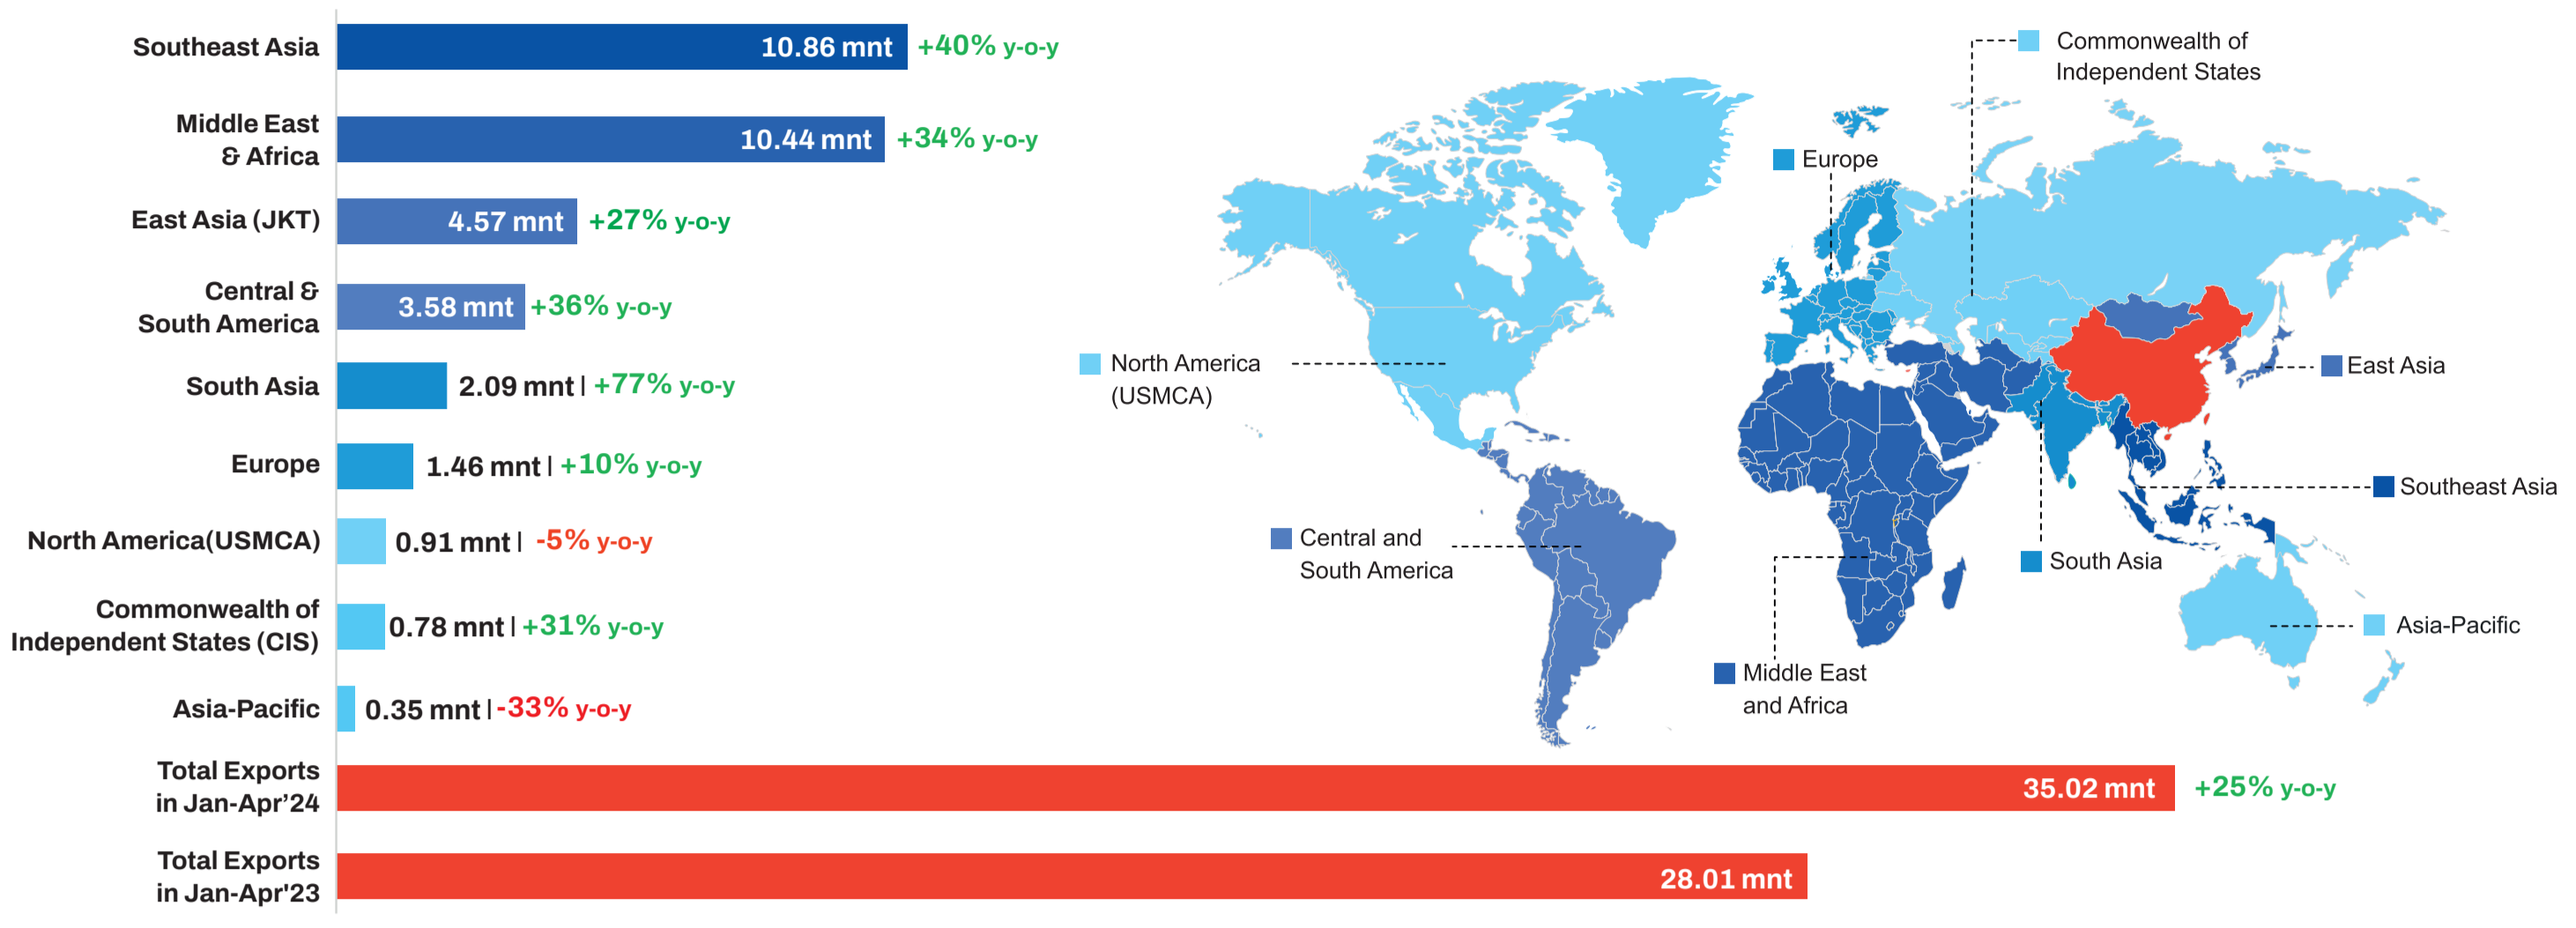 Southeast Asia
10.86 mnt
+40% y-o-y
Middle East
& Africa
10.44 mnt
+34% y-o-y
East Asia (JKT)
4.57 mnt
+27% y-o-y
Central &
South America
3.58 mnt
+36% y-o-y
South Asia
2.09 mnt | +77% y-o-y
Europe
1.46 mnt | +10% y-o-y
North America(USMCA)
0.91 mnt | -5% y-o-y
Commonwealth of
Independent States (CIS)
0.78 mnt | +31% y-o-y
Asia-Pacific
0.35 mnt | -33% y-o-y
Total Exports
in Jan-Apr’24
35.02 mnt
+25% y-o-y
Total Exports
in Jan-Apr'23
28.01 mnt
Commonwealth of
Independent States
Europe
North America
(USMCA)
East Asia
Southeast Asia
Central and
South America
South Asia
Asia-Pacific
Middle East
and Africa